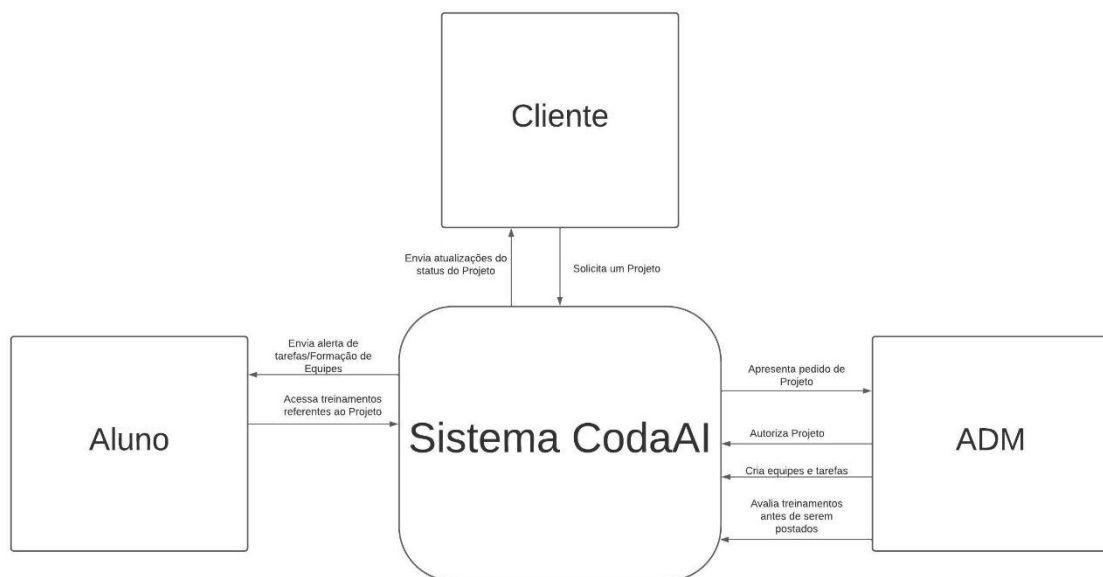 Cliente
Envia atualizações do
status do Projeto
Solicita um Projeto
Envia alerta de
tarefas/Formação de
Equipes
Acessa treinamentos
referentes ao Projeto
Aluno
Sistema CodaAI
Apresenta pedido de
Projeto
Autoriza Projeto
Cria equipes e tarefas
Avalia treinamentos
antes de serem
postados
ADM